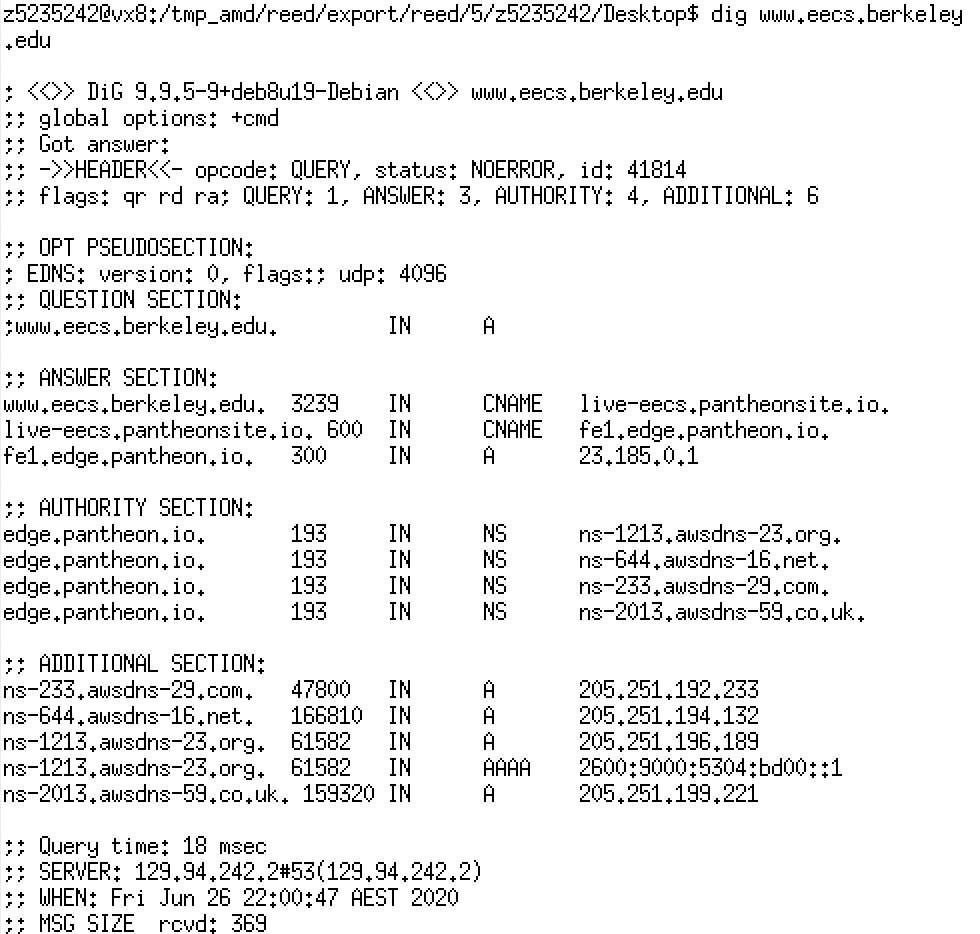 z5235242@vx8:/tmp_amd/reed/export/reed/5/z5235242/Desktop$ dig www.eecs.berkeley
.edu

; <<>> DiG 9.9.5-9+deb8u19-Debian <<>> www.eecs.berkeley.edu
;; global options: +cmd
;; Got answer:
;; ->>HEADER<<- opcode: QUERY, status: NOERROR, id: 41814
;; flags: qr rd ra; QUERY: 1, ANSWER: 3, AUTHORITY: 4, ADDITIONAL: 6

;; OPT PSEUDOSECTION:
; EDNS: version: 0, flags:; udp: 4096
;; QUESTION SECTION:
;www.eecs.berkeley.edu.		IN	A

;; ANSWER SECTION:
www.eecs.berkeley.edu.	3239	IN	CNAME	live-eecs.pantheonsite.io.
live-eecs.pantheonsite.io. 600	IN	CNAME	fe1.edge.pantheon.io.
fe1.edge.pantheon.io.	300	IN	A	23.185.0.1

;; AUTHORITY SECTION:
edge.pantheon.io.	193	IN	NS	ns-1213.awsdns-23.org.
edge.pantheon.io.	193	IN	NS	ns-644.awsdns-16.net.
edge.pantheon.io.	193	IN	NS	ns-233.awsdns-29.com.
edge.pantheon.io.	193	IN	NS	ns-2013.awsdns-59.co.uk.

;; ADDITIONAL SECTION:
ns-233.awsdns-29.com.	47800	IN	A	205.251.192.233
ns-644.awsdns-16.net.	166810	IN	A	205.251.194.132
ns-1213.awsdns-23.org.	61582	IN	A	205.251.196.189
ns-1213.awsdns-23.org.	61582	IN	AAAA	2600:9000:5304:bd00::1
ns-2013.awsdns-59.co.uk. 159320	IN	A	205.251.199.221

;; Query time: 18 msec
;; SERVER: 129.94.242.2#53(129.94.242.2)
;; WHEN: Fri Jun 26 22:00:47 AEST 2020
;; MSG SIZE  rcvd: 369